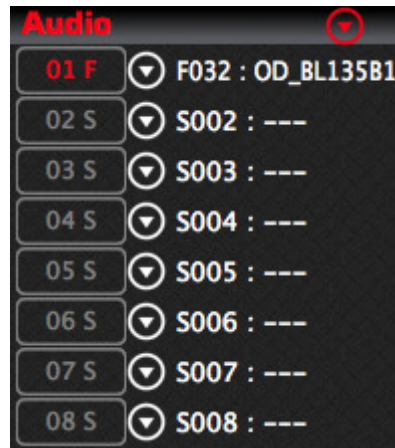 Audio
01 F F032 : OD_BL135B1
02 S S002 : ---
03 S S003 : ---
04 S S004 : ---
05 S S005 : ---
06 S S006 : ---
07 S S007 : ---
08 S S008 : ---